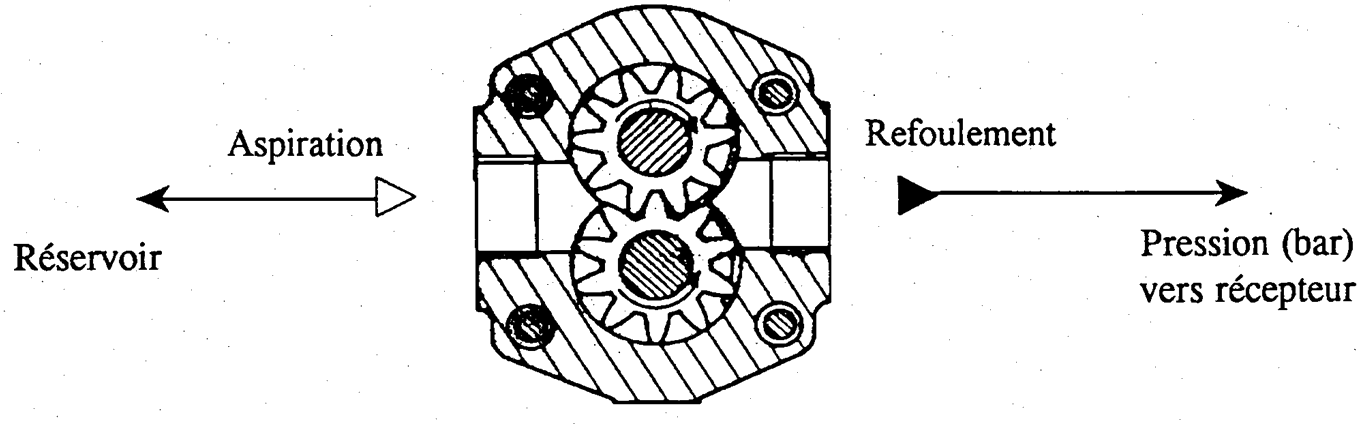 Aspiration
Refoulement
Réservoir
Pression (bar)
vers récepteur